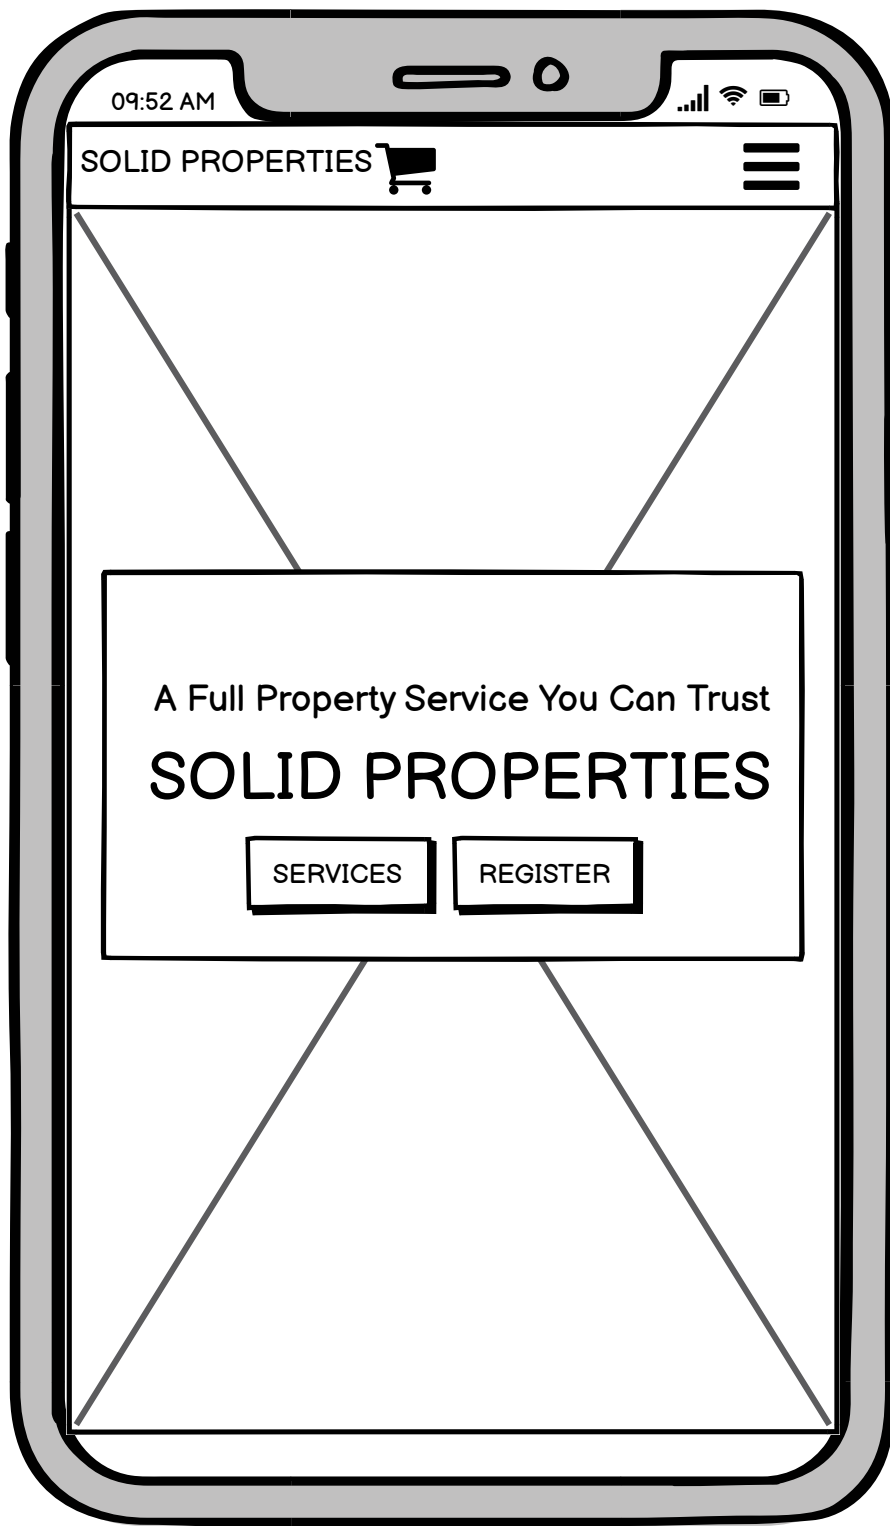 09:52 AM
SOLID PROPERTIES
A Full Property Service You Can Trust
SOLID PROPERTIES
SERVICES REGISTER